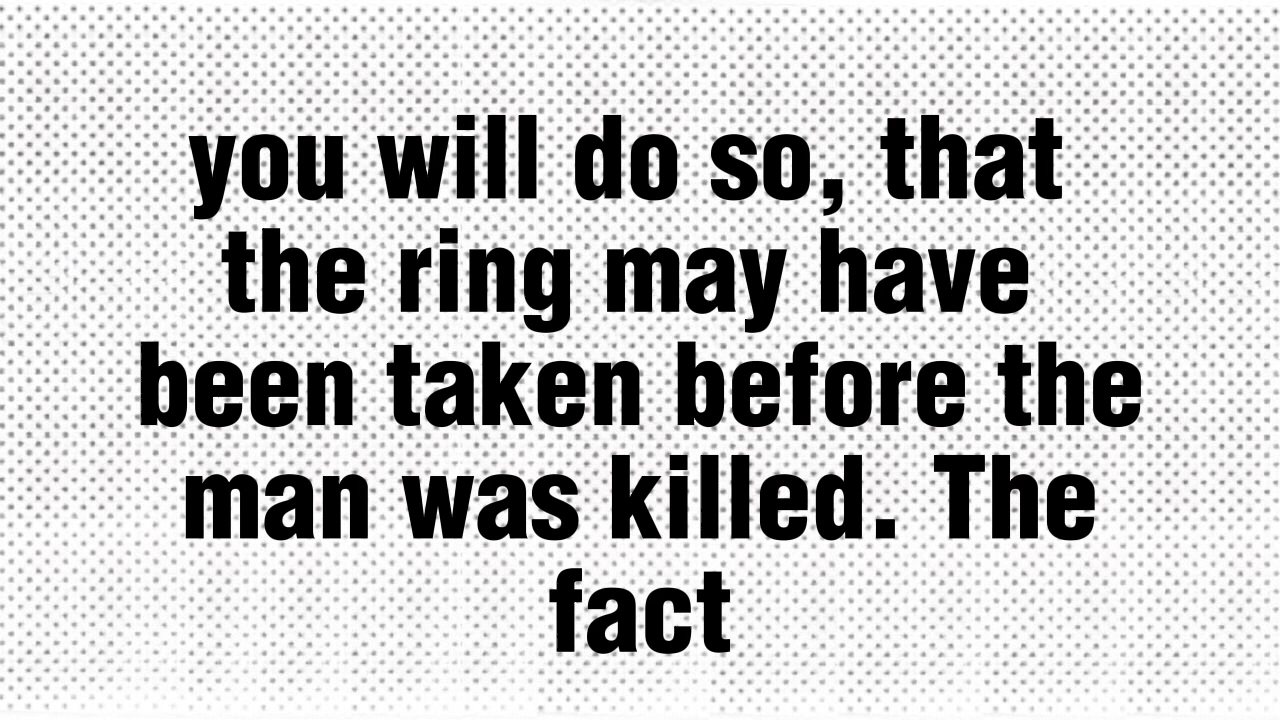 you will do so, that
the ring may have
been taken before the
man was killed. The
fact